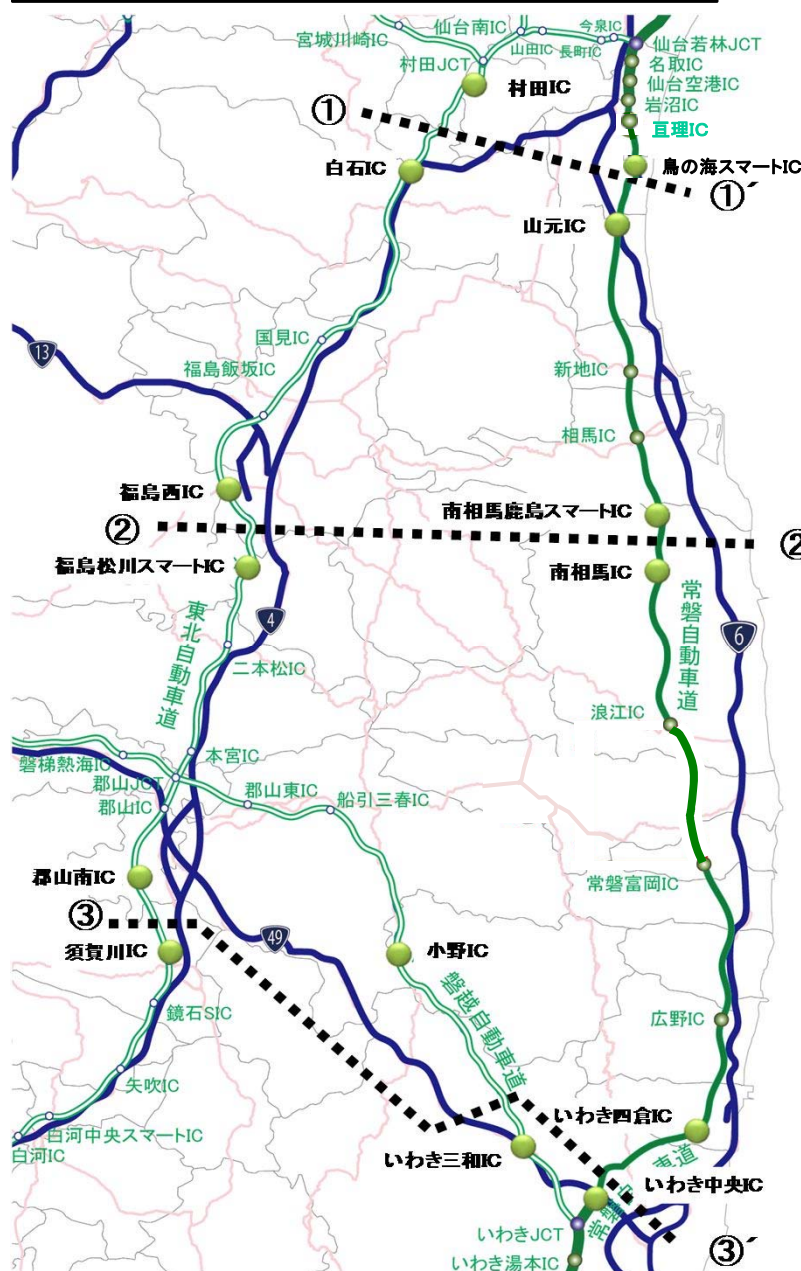 仙台南IC
今泉IC
宮城川崎IC
山田IC
長町IC
仙台若林JCT
村田JCT
名取IC
村田IC
仙台空港IC
岩沼IC
①
亘理IC
白石IC
鳥の海スマートIC
①´
山元IC
国見IC
13
福島飯坂IC
新地IC
相馬IC
福島西IC
南相馬鹿島スマートIC
②
②
福島松川スマートIC
南相馬IC
東北自動車道
4
常磐自動車道
6
二本松IC
浪江IC
本宮IC
磐梯熱海IC
郡山JCT
郡山東IC
船引三春IC
郡山IC
郡山南IC
常磐富岡IC
③
須賀川IC
49
小野IC
磐越自動車道
鏡石SIC
広野IC
矢吹IC
いわき四倉IC
白河中央スマートIC
白河IC
いわき三和IC
車道
いわき中央IC
常磐
いわきJCT
③´
いわき湯本IC